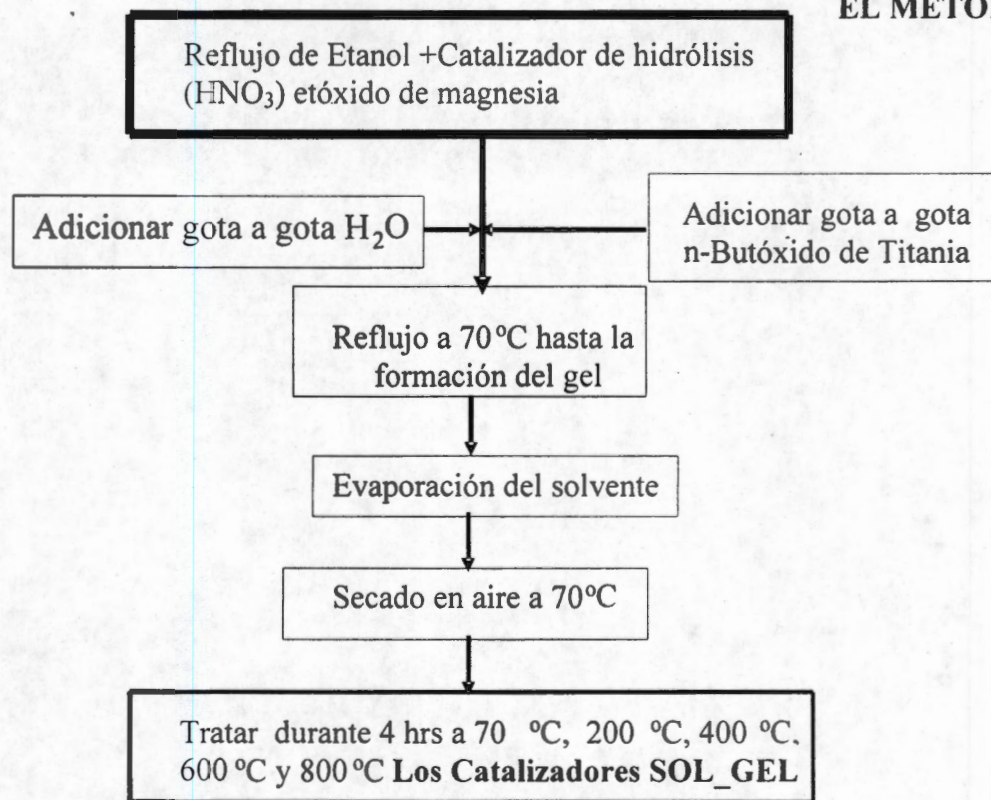 EL METO
Reflujo de Etanol +Catalizador de hidrólisis
(HNO₃) etóxido de magnesia
Adicionar gota a gota H₂O
Adicionar gota a gota
n-Butóxido de Titania
Reflujo a 70ºC hasta la
formación del gel
Evaporación del solvente
Secado en aire a 70ºC
Tratar durante 4 hrs a 70 ºC, 200 ºC, 400 ºC.
600 ºC y 800 ºC Los Catalizadores SOL_GEL